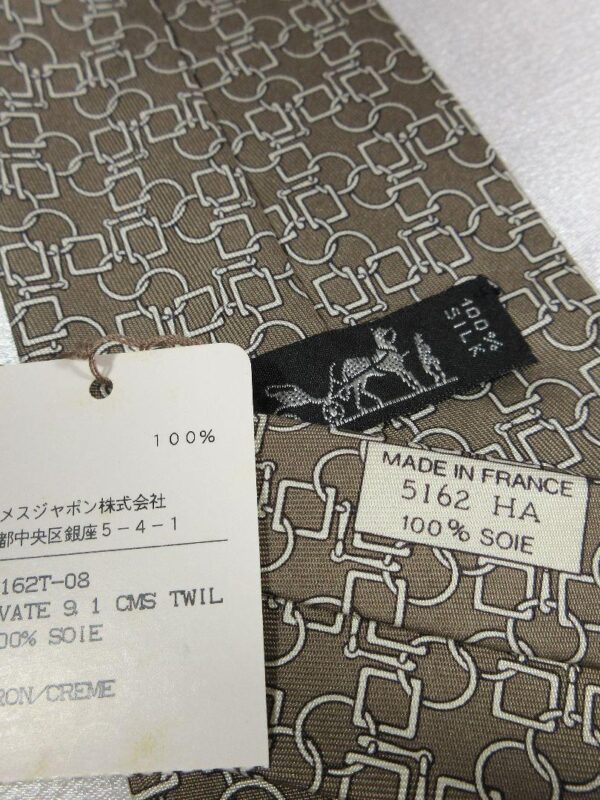 100%
SILK
MADE IN FRANCE
5162 HA
100% SOIE
100%
メスジャポン株式会社
都中央区銀座5-4-1
162T-08
VATE 9.1 CMS TWIL
00% SOIE
RON/CREME